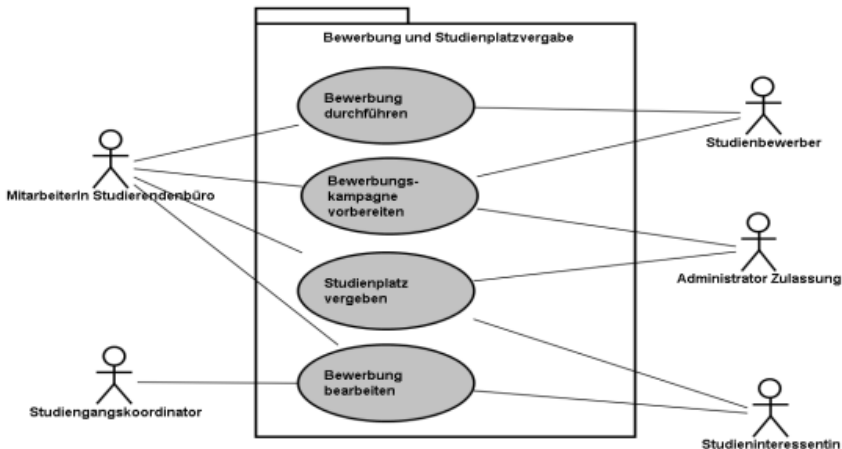 Bewerbung und Studienplatzvergabe
Bewerbung
durchführen
Studienbewerber
MitarbeiterIn Studierendenbüro
Bewerbungs-
kampagne
vorbereiten
Administrator Zulassung
Studienplatz
vergeben
Bewerbung
bearbeiten
Studiengangskoordinator
StudieninteressentIn